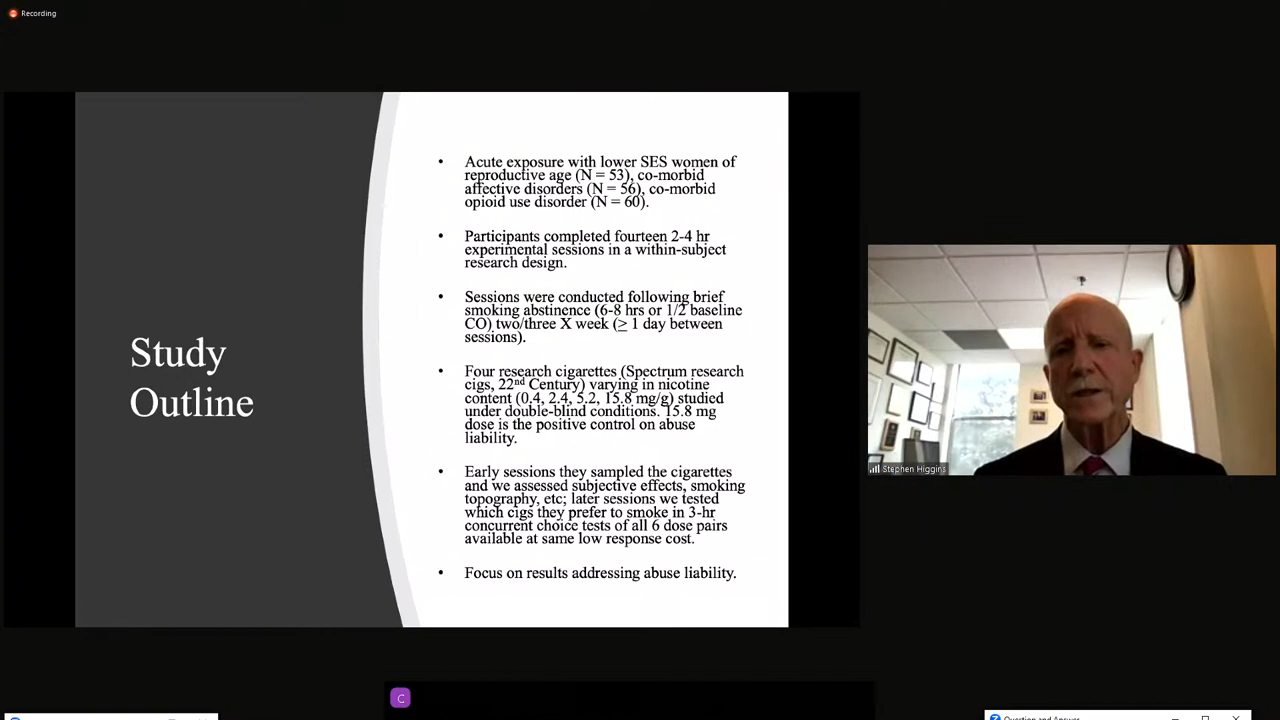 Recording
Study
Outline
• Acute exposure with lower SES women of
reproductive age (N = 53), co-morbid
affective disorders (N = 56), co-morbid
opioid use disorder (N = 60).
• Participants completed fourteen 2-4 hr
experimental sessions in a within-subject
research design.
• Sessions were conducted following brief
smoking abstinence (6-8 hrs or 1/2 baseline
CO) two/three X week (≥ 1 day between
sessions).
• Four research cigarettes (Spectrum research
cigs, 22nd Century) varying in nicotine
content (0.4, 2.4, 5.2, 15.8 mg/g) studied
under double-blind conditions. 15.8 mg
dose is the positive control on abuse
liability.
• Early sessions they sampled the cigarettes
and we assessed subjective effects, smoking
topography, etc; later sessions we tested
which cigs they prefer to smoke in 3-hr
concurrent choice tests of all 6 dose pairs
available at same low response cost.
• Focus on results addressing abuse liability.
Stephen Higgins
C
Question and Answer